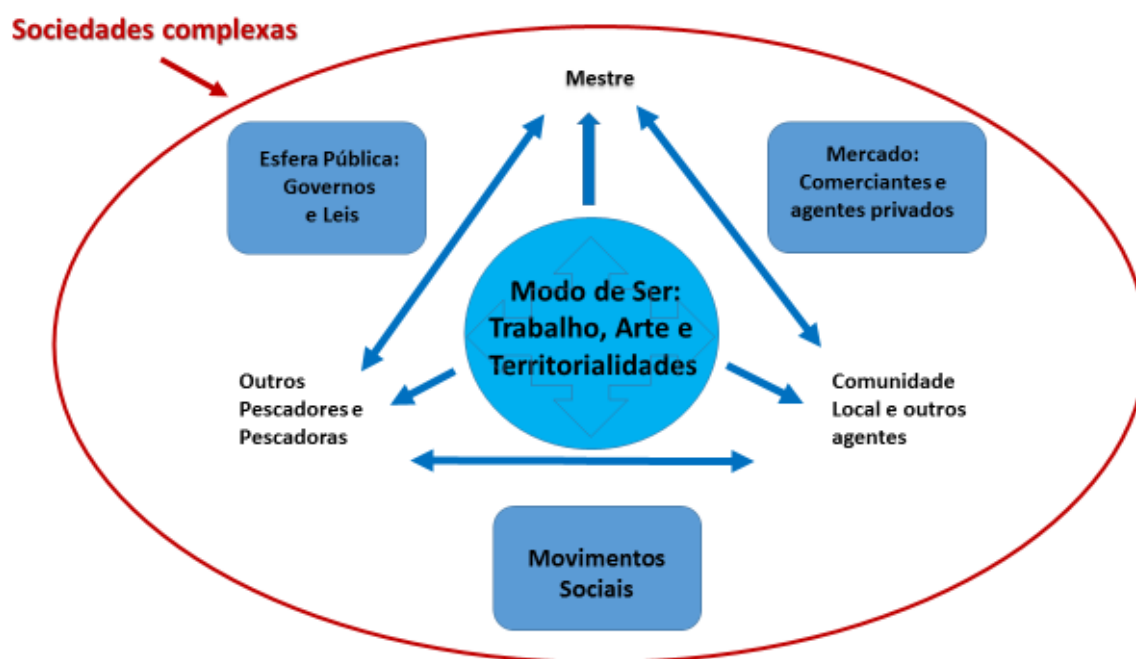 Sociedades complexas
Mestre
Esfera Pública:
Governos
e Leis
Mercado:
Comerciantes e
agentes privados
Modo de Ser:
Trabalho, Arte e
Territorialidades
Outros
Pescadores e
Pescadoras
Comunidade
Local e outros
agentes
Movimentos
Sociais